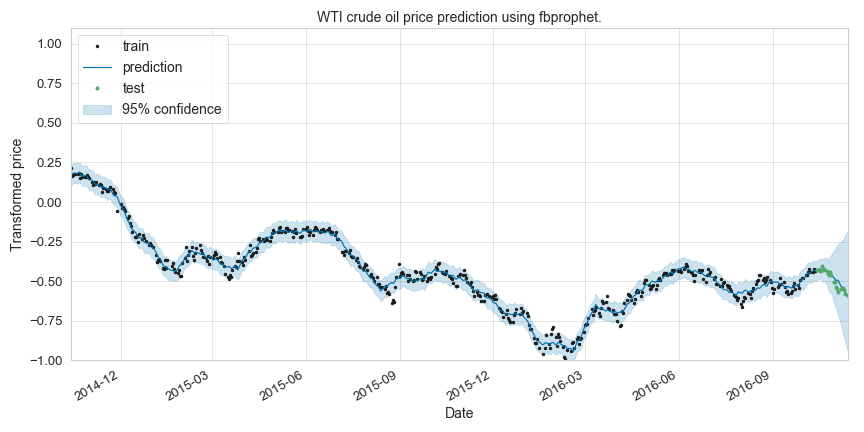 WTI crude oil price prediction using fbprophet.
train
prediction
test
95% confidence
Transformed price
1.00
0.75
0.50
0.25
0.00
−0.25
−0.50
−0.75
−1.00
2014-12
2015-03
2015-06
2015-09
2015-12
2016-03
2016-06
2016-09
Date